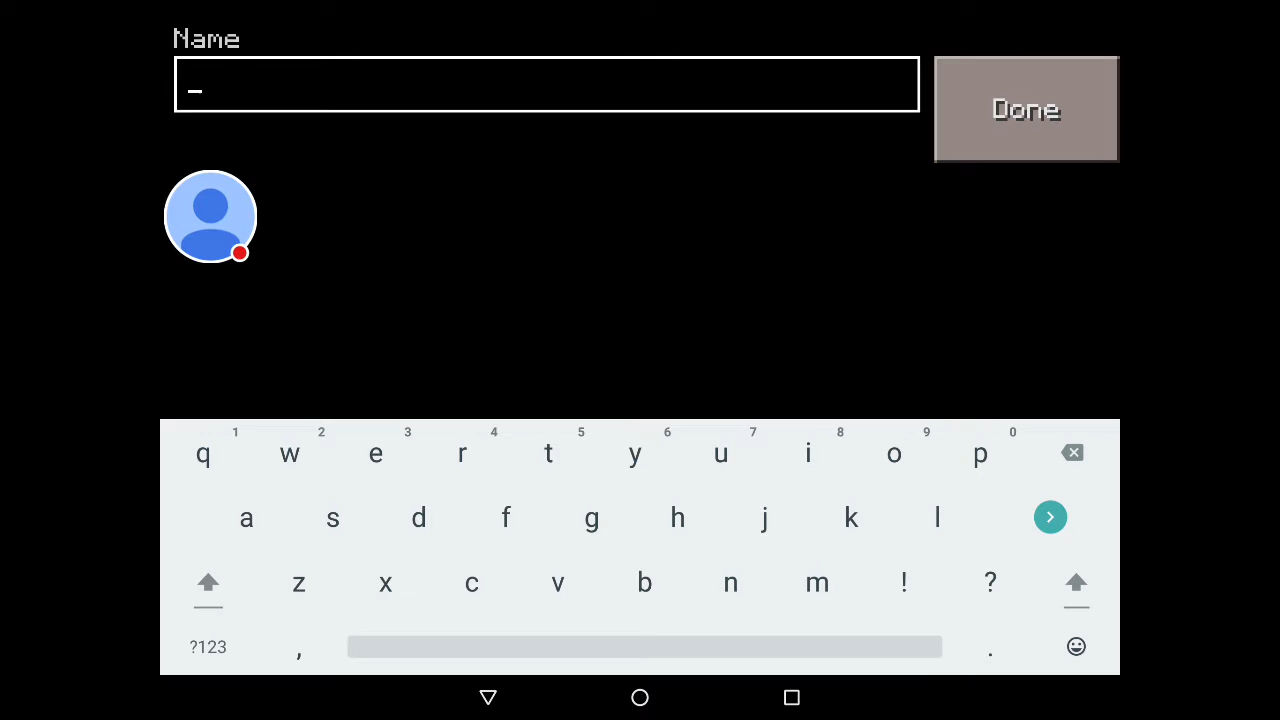 Name
_
Done
1 2 3 4 5 6 7 8 9 0
q w e r t y u i o p
a s d f g h j k l
z x c v b n m ! ?
?123 , .